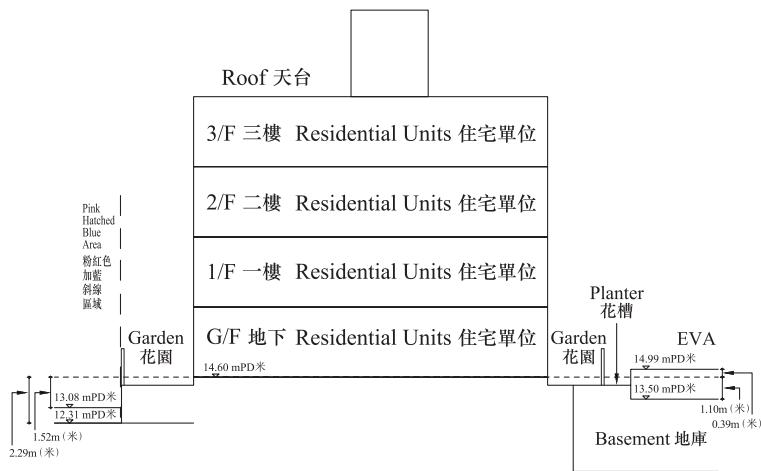 Roof 天台
3/F 三樓 Residential Units 住宅單位
2/F 二樓 Residential Units 住宅單位
1/F 一樓 Residential Units 住宅單位
G/F 地下 Residential Units 住宅單位
14.60 mPD米
Pink
Hatched
Blue
Area
粉紅色
加藍
斜線
區域
Garden
花園
13.08 mPD米
12.31 mPD米
1.52m (米)
2.29m (米)
Garden
花園
Planter
花槽
EVA
14.99 mPD米
13.50 mPD米
1.10m (米)
0.39m (米)
Basement 地庫